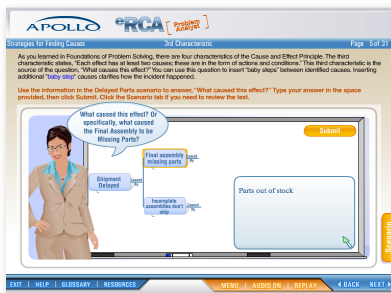 APOLLO
eRCA [ Problem Analyst ]
Strategies for Finding Causes 3rd Characteristic Page 5 of 31
As you learned in Foundations of Problem Solving, there are four characteristics of the Cause and Effect Principle. The third
characteristic states, "Each effect has at least two causes; these are in the form of actions and conditions." This third characteristic is the
source of the question, "What caused this effect?" You can use this question to insert "baby steps" between identified causes. Inserting
additional "baby step" causes clarifies how the incident happened.
Use the information in the Delayed Parts scenario to answer, "What caused this effect?" Type your answer in the space
provided, then click Submit. Click the Scenario tab if you need to review the text.
What caused this effect? Or
specifically, what caused
the Final Assembly to be
Missing Parts?
Submit
Final assembly
missing parts
Caused
By
Shipment
Delayed
Caused
By
Incomplete
assemblies don't
ship
Caused
By
Parts out of stock
Scenario
EXIT | HELP | GLOSSARY | RESOURCES MENU | AUDIO ON | REPLAY BACK NEXT